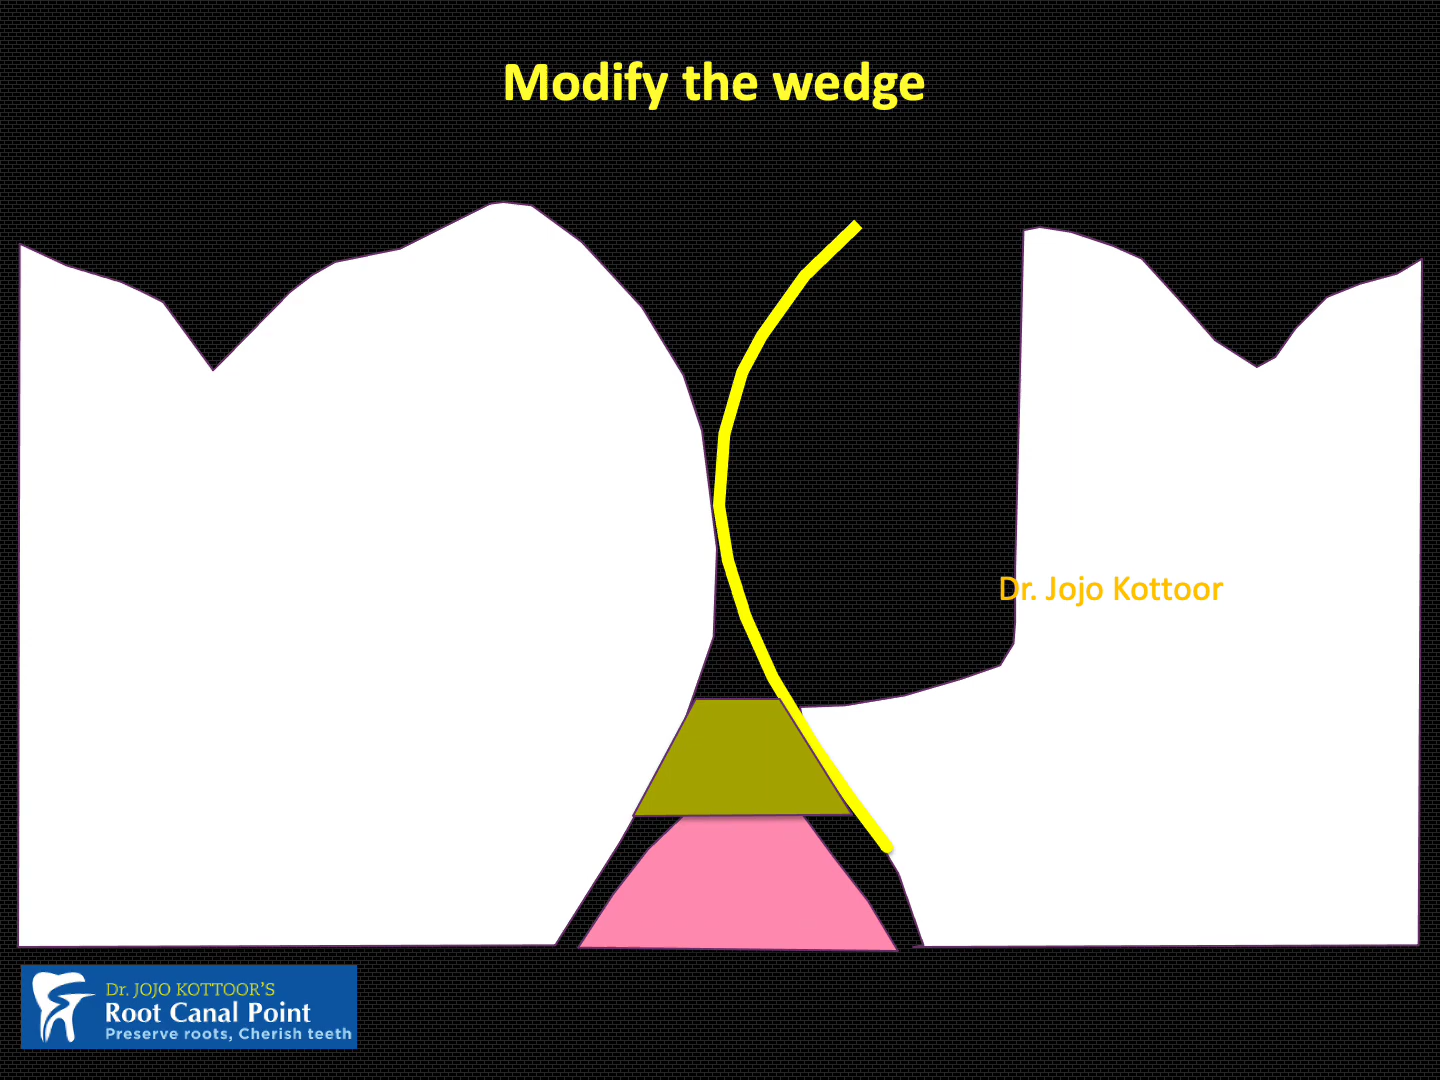 Modify the wedge
Dr. Jojo Kottoor
Dr. JOJO KOTTOOR'S
Root Canal Point
Preserve roots, Cherish teeth